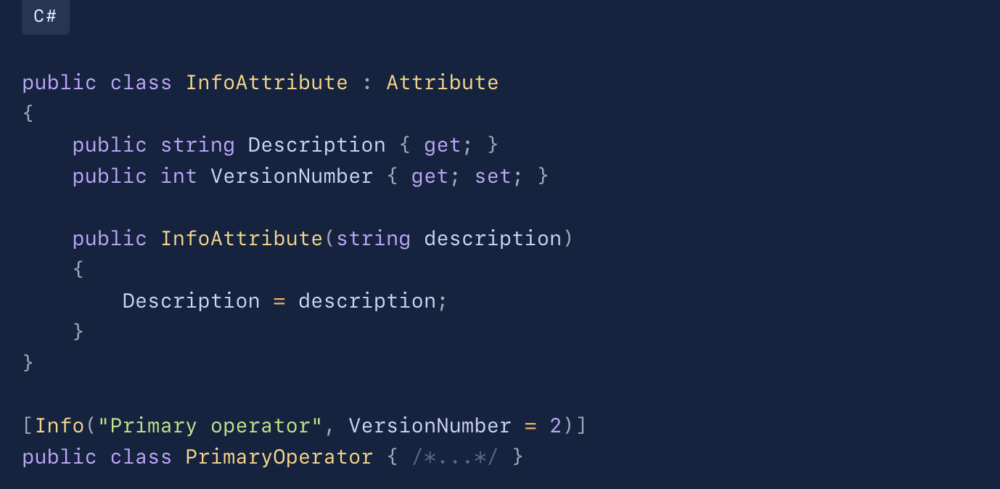 C#
public class InfoAttribute : Attribute
{
    public string Description { get; }
    public int VersionNumber { get; set; }

    public InfoAttribute(string description)
    {
        Description = description;
    }
}

[Info("Primary operator", VersionNumber = 2)]
public class PrimaryOperator { /*...*/ }